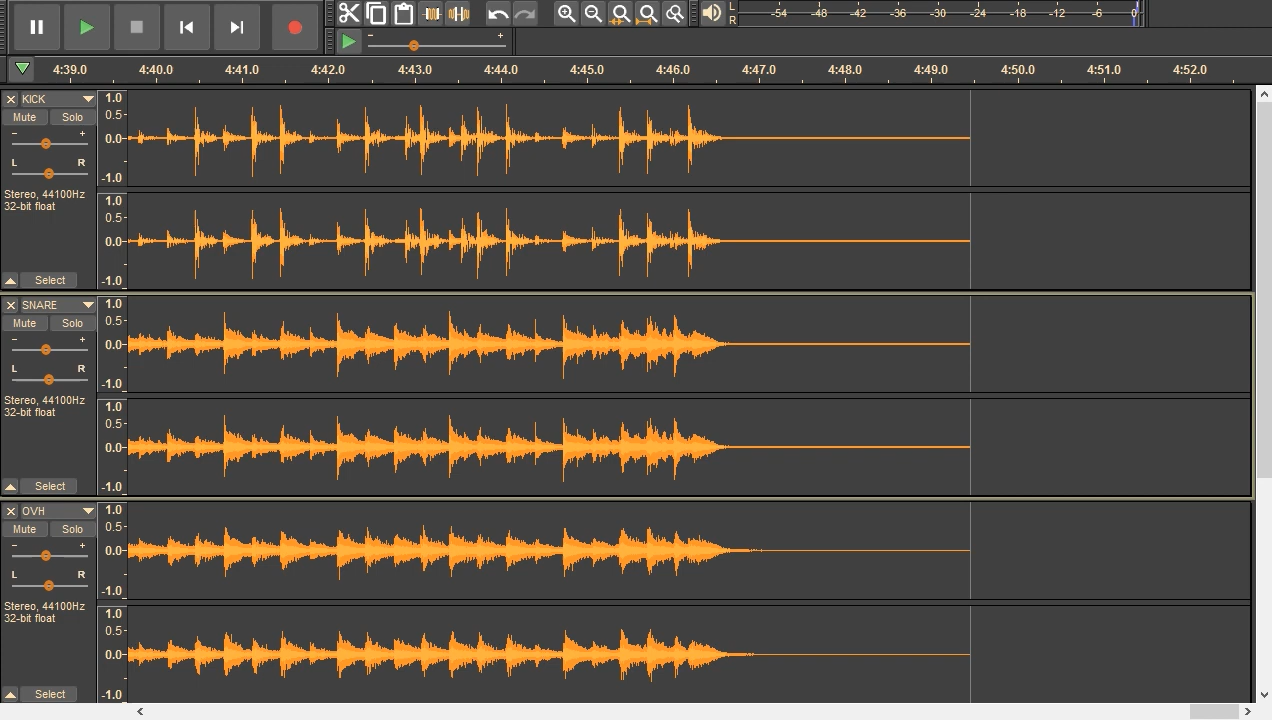 L
R
-54 -48 -42 -36 -30 -24 -18 -12 -6 0
- +
4:39.0 4:40.0 4:41.0 4:42.0 4:43.0 4:44.0 4:45.0 4:46.0 4:47.0 4:48.0 4:49.0 4:50.0 4:51.0 4:52.0
KICK
Mute Solo
- +
L R
Stereo, 44100Hz
32-bit float
Select
1.0
0.5-
0.0-
-1.0
1.0
0.5-
0.0-
-1.0
SNARE
Mute Solo
- +
L R
Stereo, 44100Hz
32-bit float
Select
1.0
0.5-
0.0-
-1.0
1.0
0.5-
0.0-
-1.0
OVH
Mute Solo
- +
L R
Stereo, 44100Hz
32-bit float
Select
1.0
0.5-
0.0-
-1.0
1.0
0.5-
0.0-
-1.0